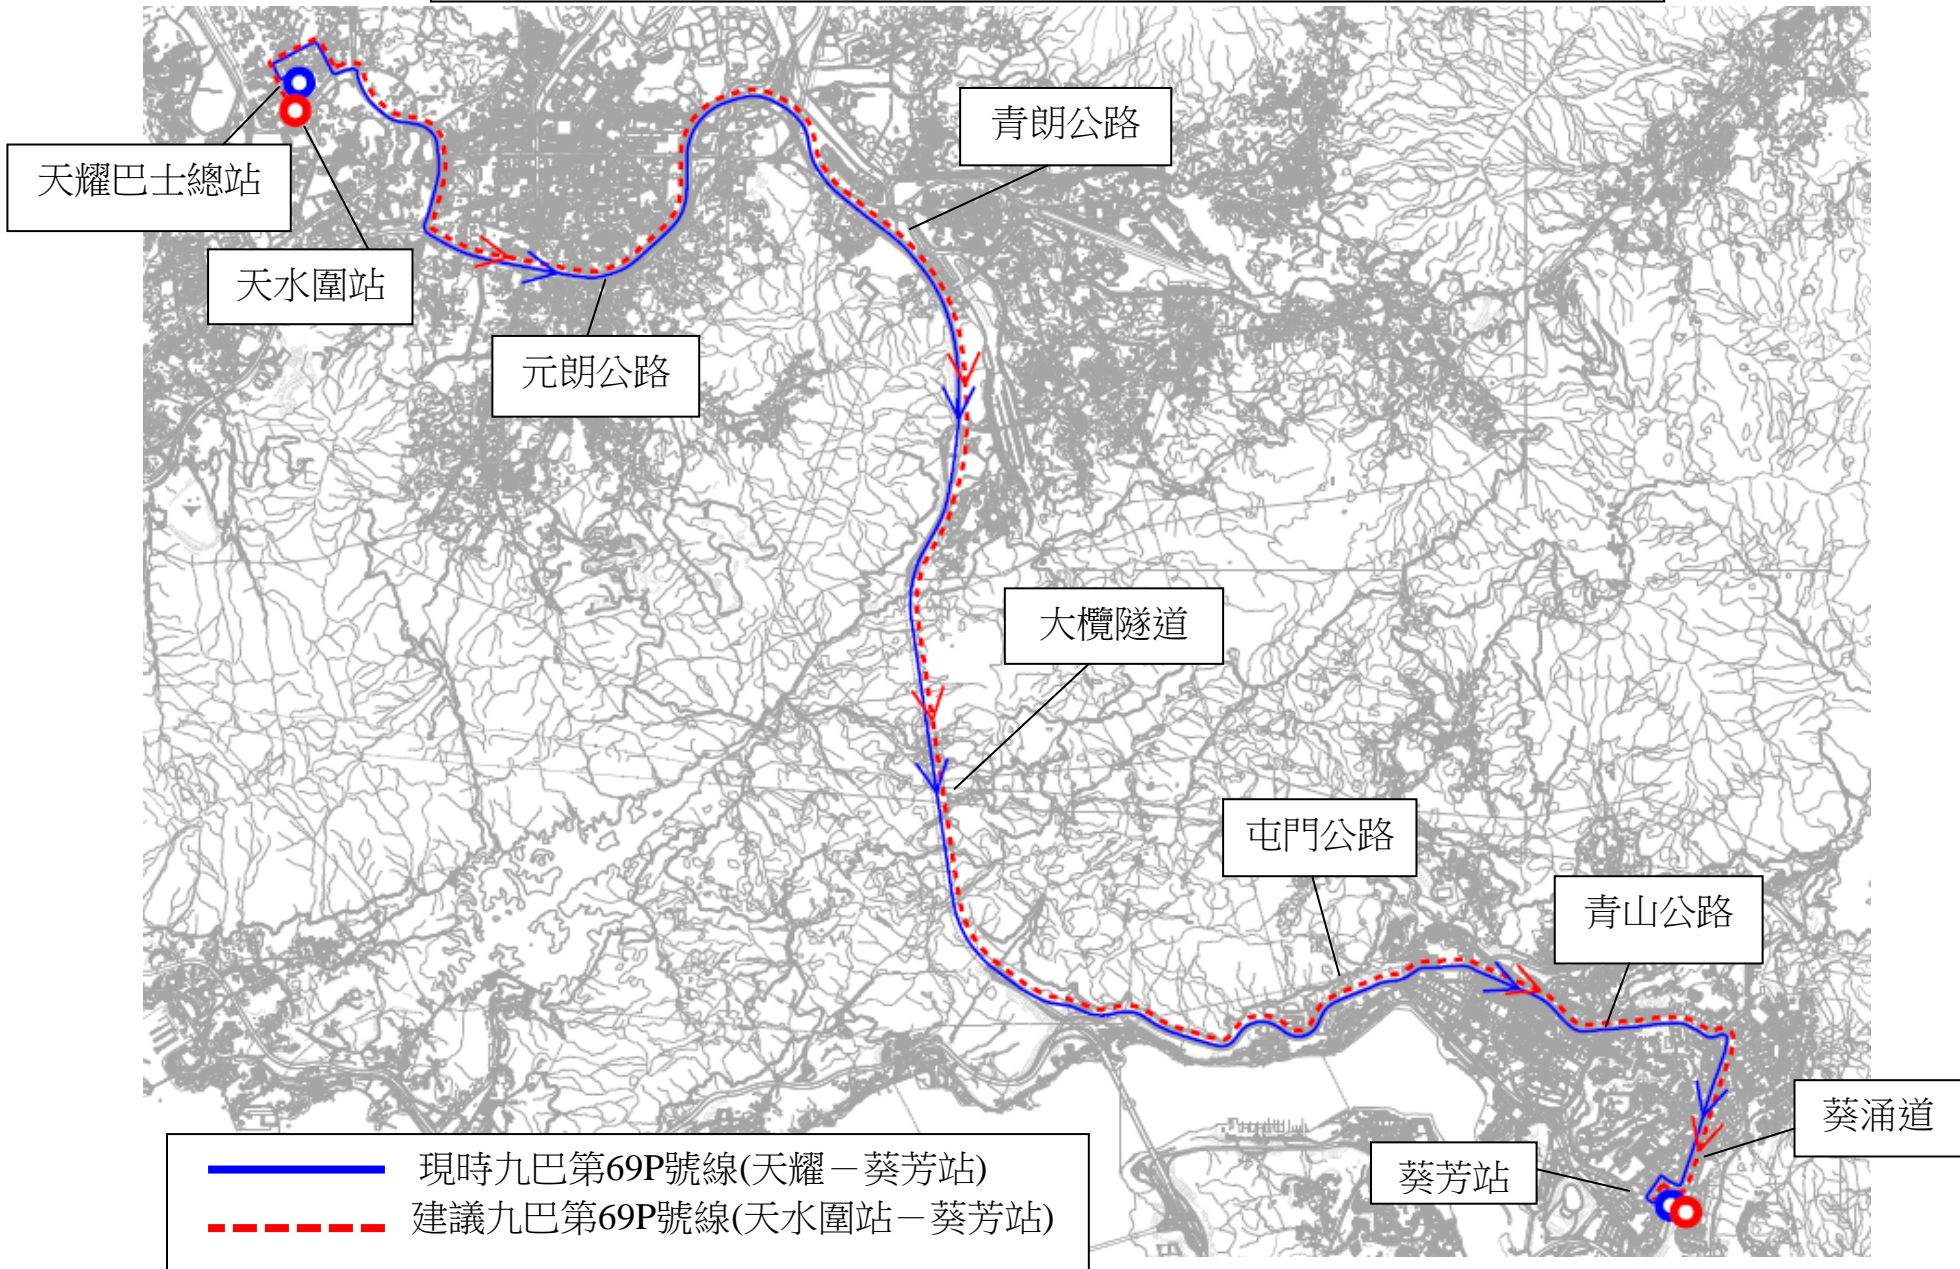 青朗公路
天耀巴士總站
天水圍站
元朗公路
大欖隧道
屯門公路
青山公路
葵涌道
葵芳站
現時九巴第69P號線(天耀－葵芳站)
建議九巴第69P號線(天水圍站－葵芳站)